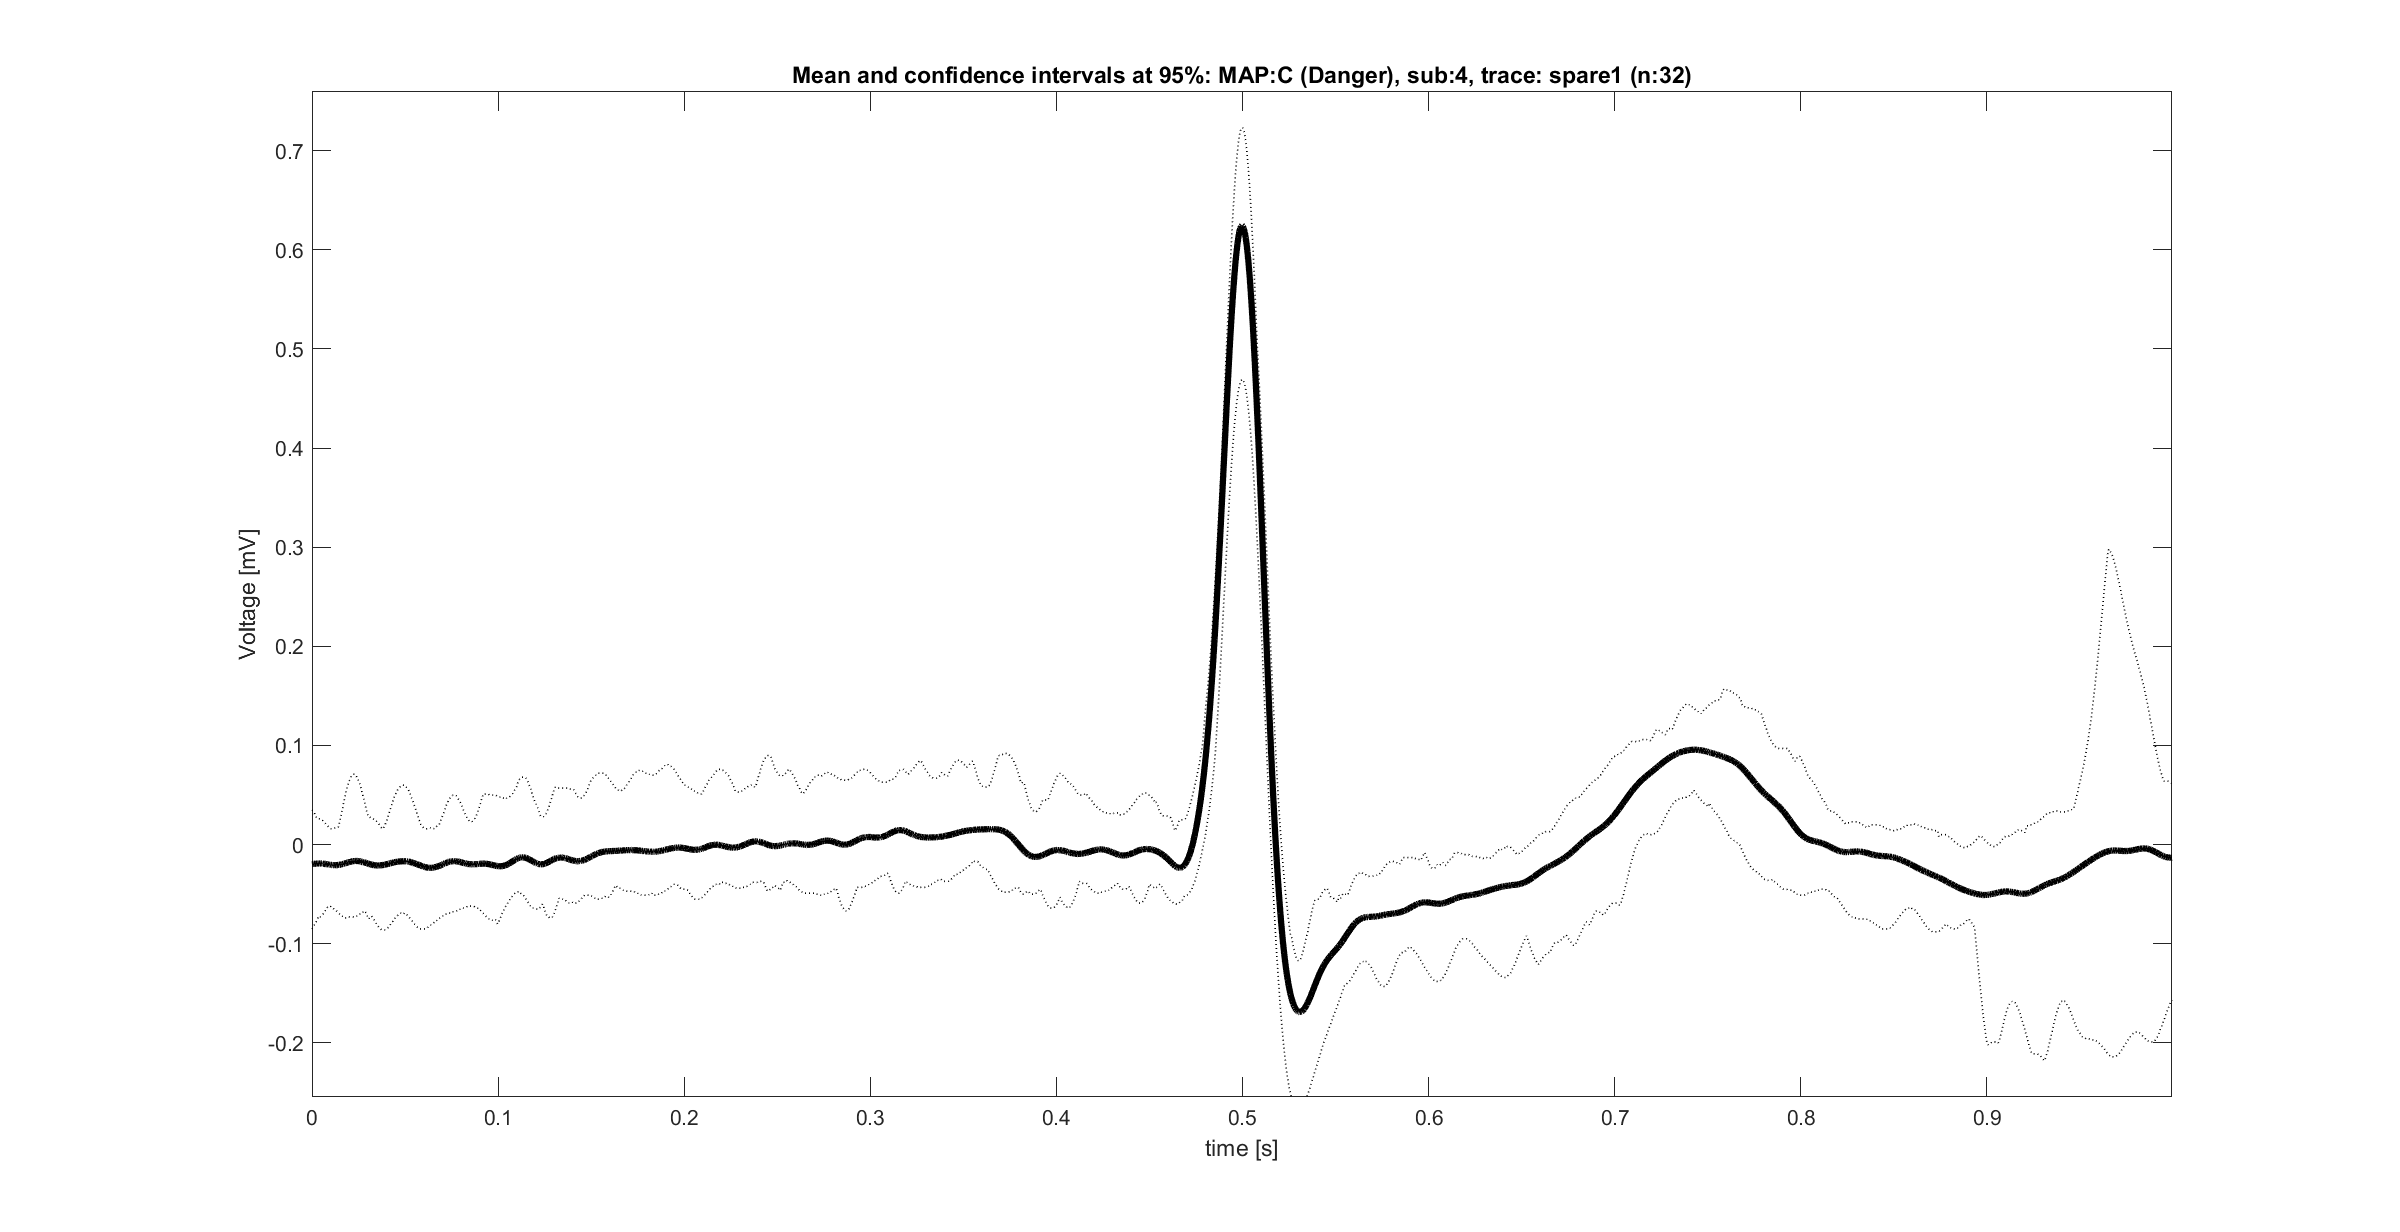 Mean and confidence intervals at 95%: MAP:C (Danger), sub:4, trace: spare1 (n:32)
0.7
0.6
0.5
0.4
0.3
0.2
0.1
0
-0.1
-0.2
Voltage [mV]
0 0.1 0.2 0.3 0.4 0.5 0.6 0.7 0.8 0.9
time [s]